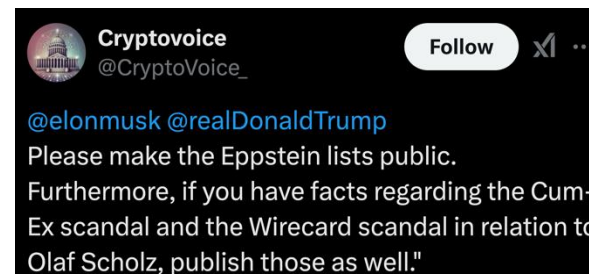 Cryptovoice
Follow
@CryptoVoice_
@elonmusk @realDonaldTrump
Please make the Eppstein lists public.
Furthermore, if you have facts regarding the Cum-
Ex scandal and the Wirecard scandal in relation to
Olaf Scholz, publish those as well."